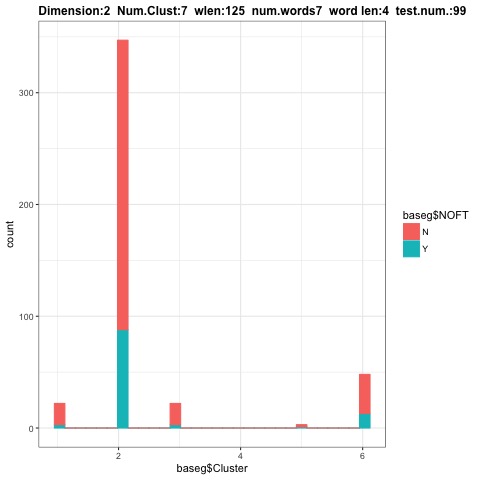 Dimension:2 Num.Clust:7 wlen:125 num.words7 word len:4 test.num.:99
300
200
100
0
count
2 4 6
baseg$Cluster
baseg$NOFT
N
Y